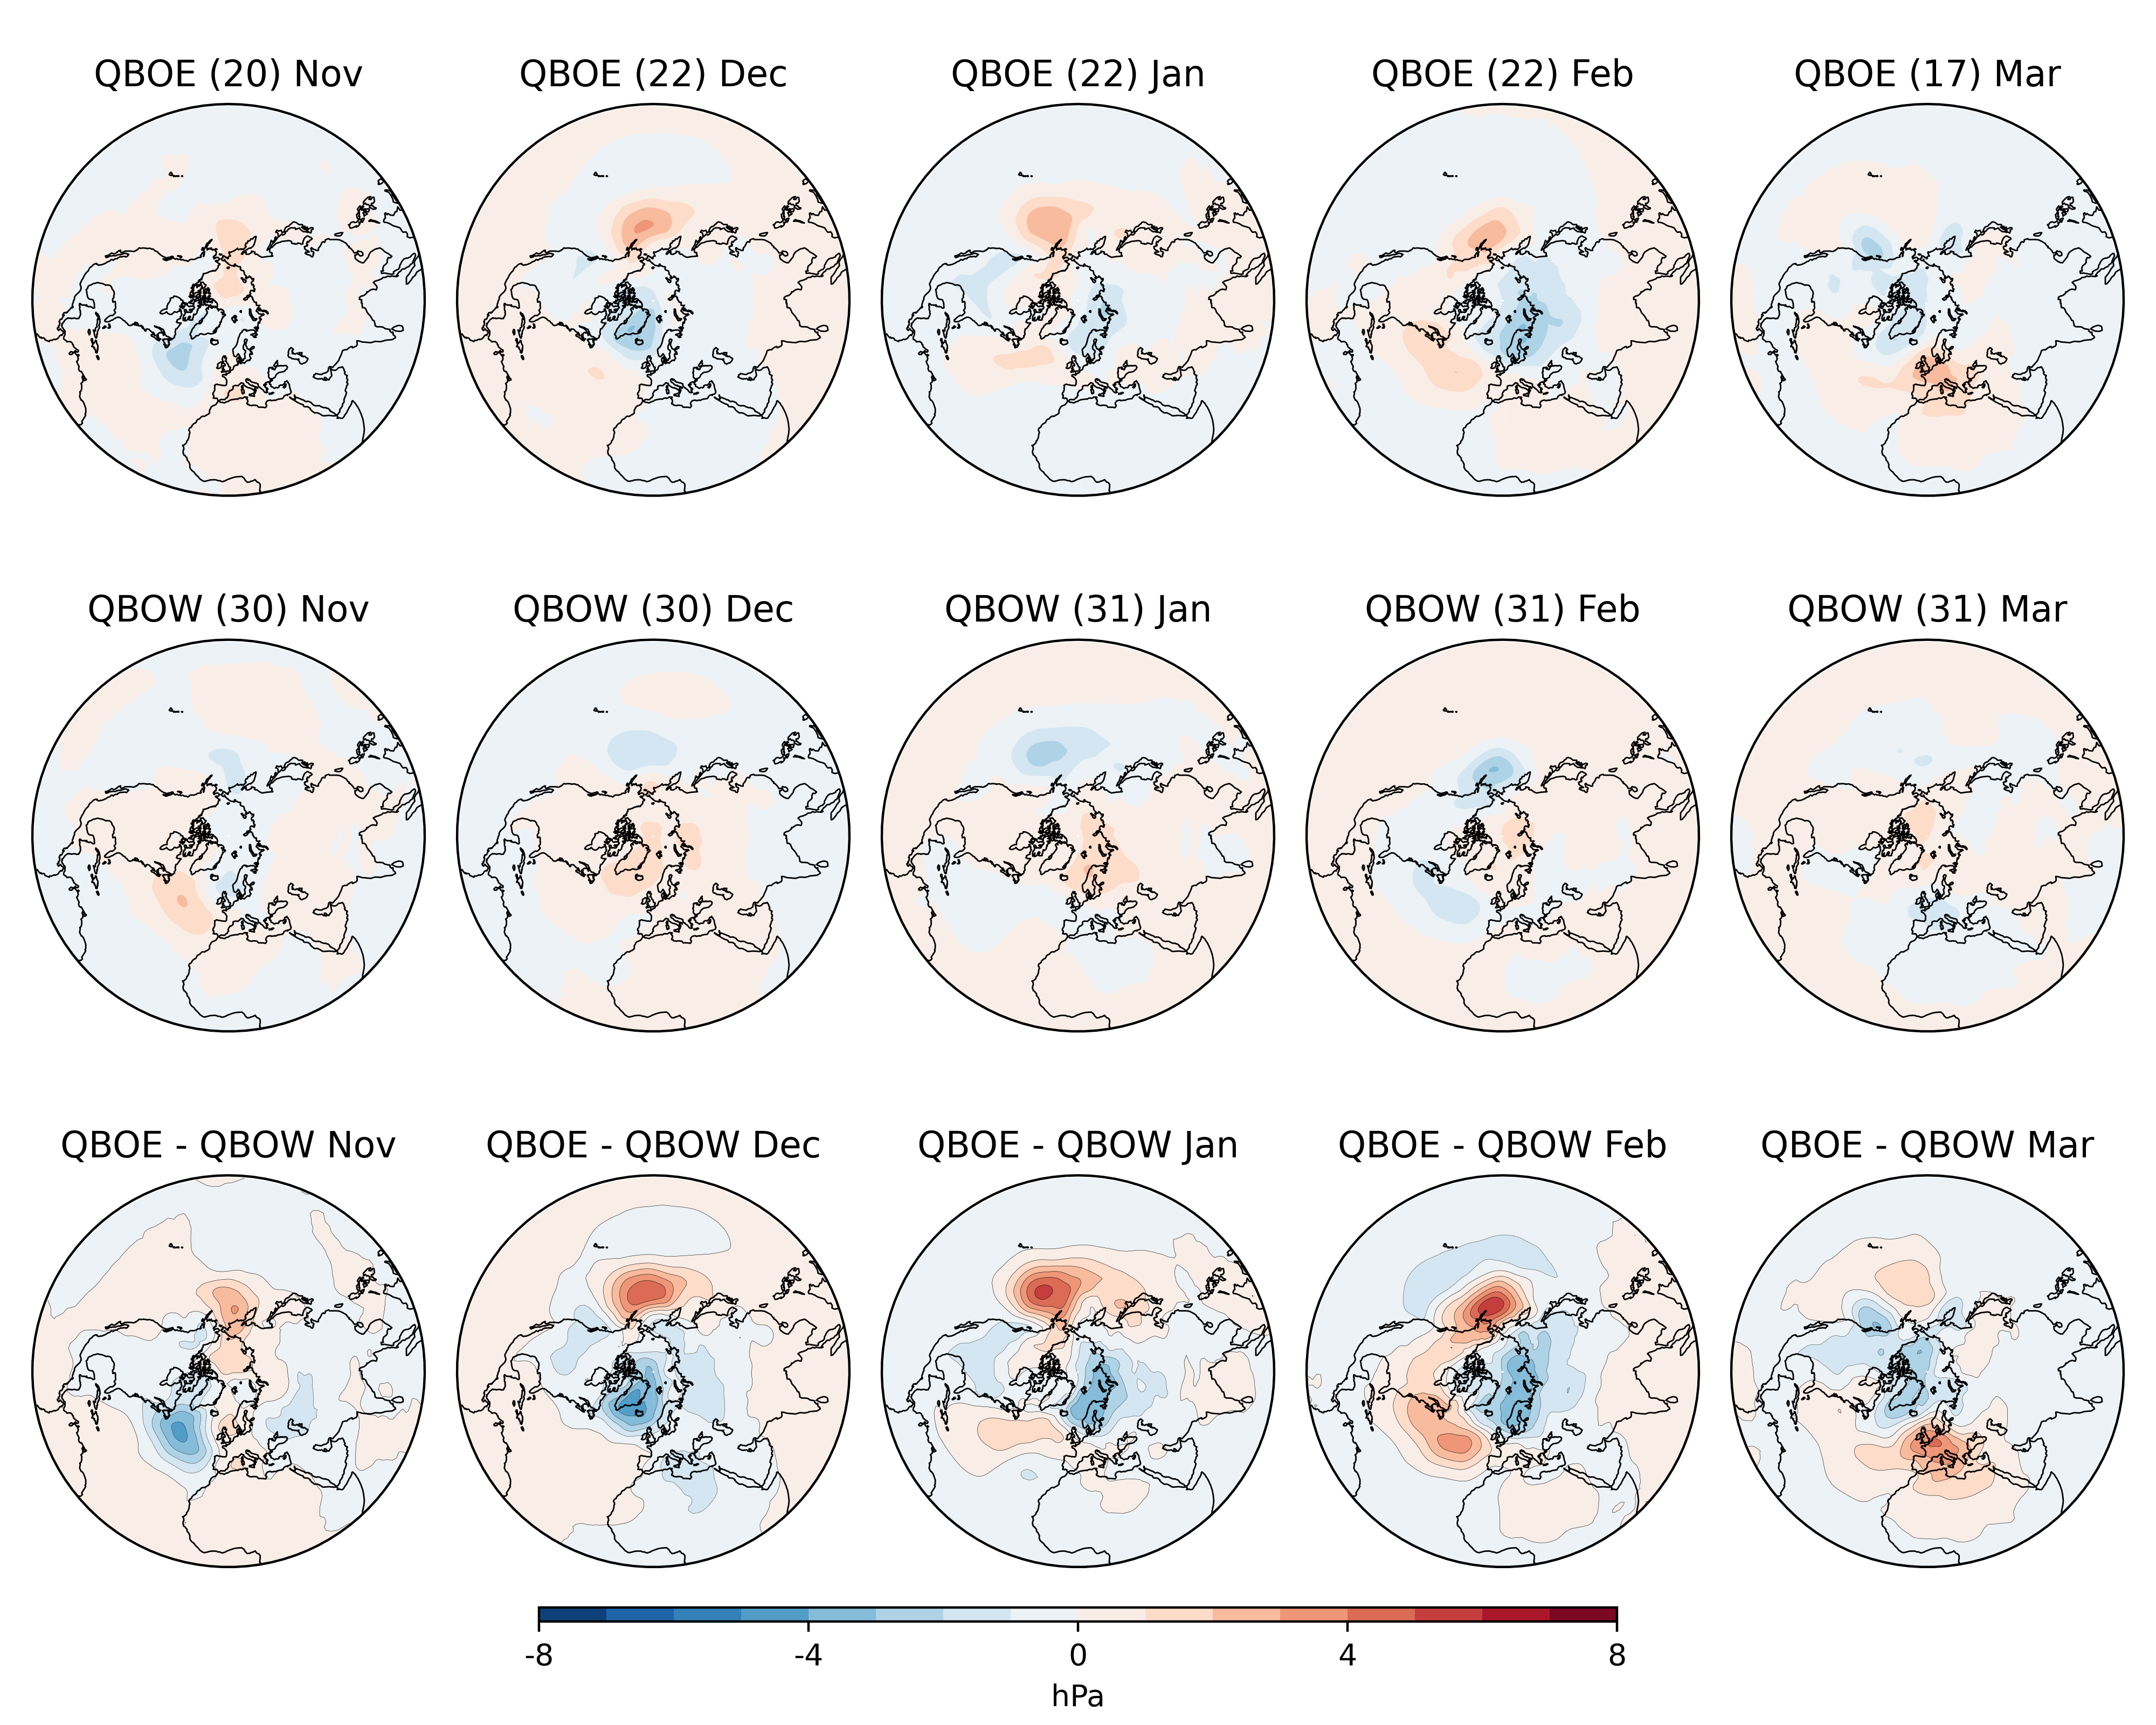 QBOE (20) Nov
QBOE (22) Dec
QBOE (22) Jan
QBOE (22) Feb
QBOE (17) Mar
QBOW (30) Nov
QBOW (30) Dec
QBOW (31) Jan
QBOW (31) Feb
QBOW (31) Mar
QBOE - QBOW Nov
QBOE - QBOW Dec
QBOE - QBOW Jan
QBOE - QBOW Feb
QBOE - QBOW Mar
-8 -4 0 4 8
hPa